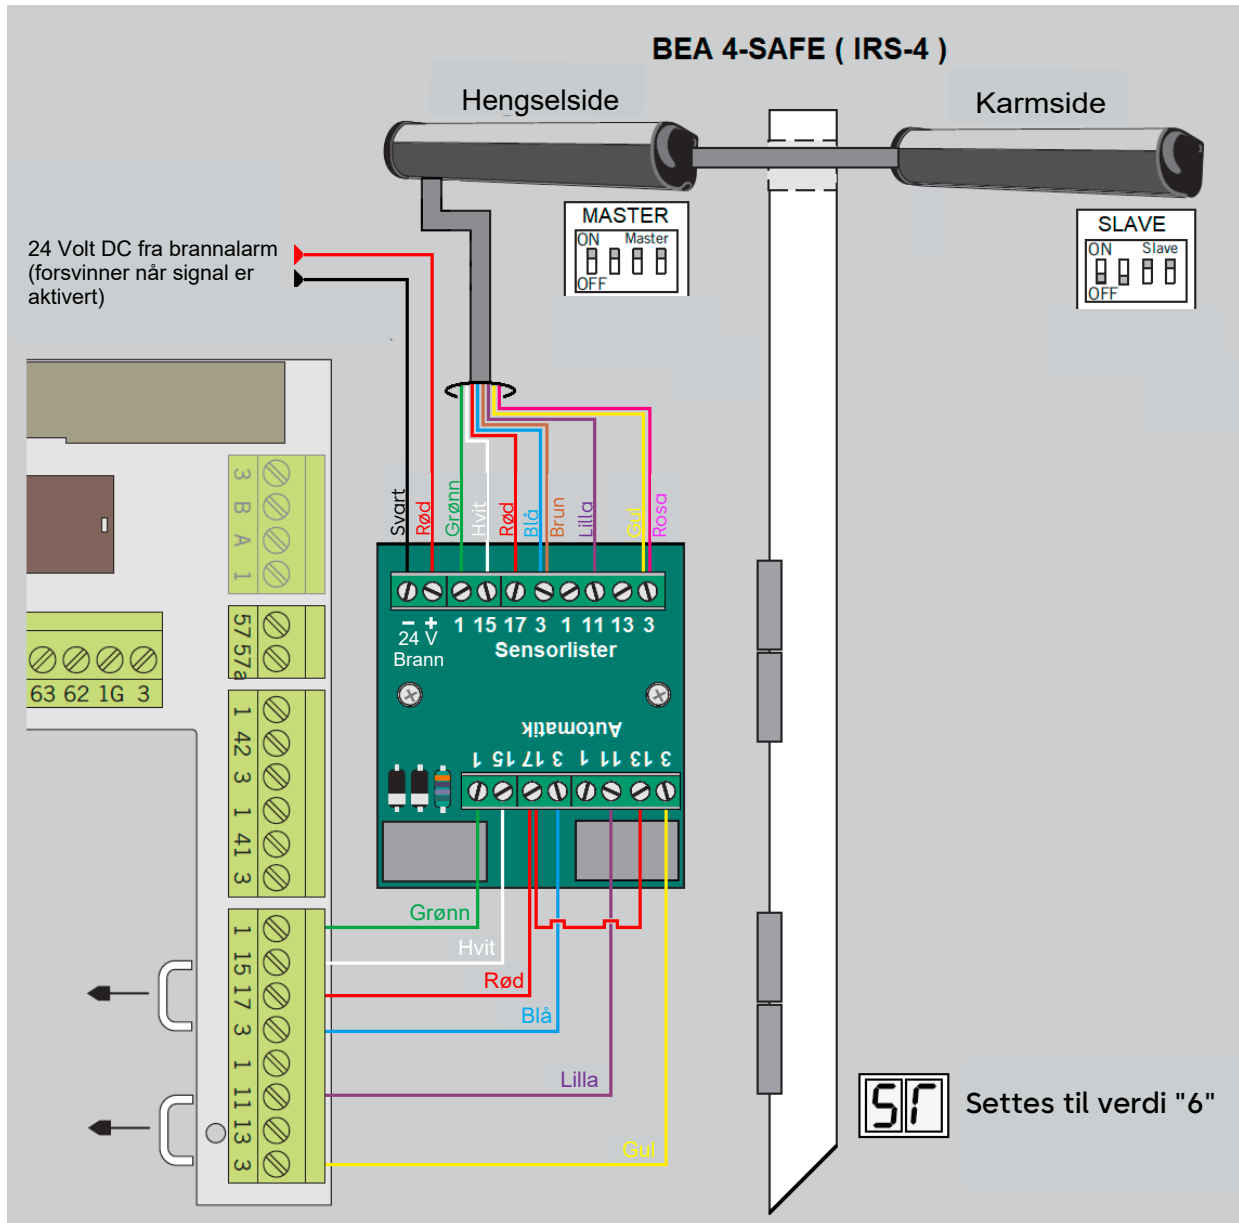 BEA 4-SAFE ( IRS-4 )
Hengselside
Karmside
MASTER
ON Master
OFF
SLAVE
ON Slave
OFF
24 Volt DC fra brannalarm
(forsvinner når signal er
aktivert)
Svart
Rød
Grønn
Hvit
Rød
Blå
Brun
Lilla
Gul
Rosa
- + 1 15 17 3 1 11 13 3
24 V
Brann
Sensorlister
Automatik
1 15 17 3 1 11 13 3
3
B
A
1
57
57a
63 62 1G 3
1
42
3
1
41
3
1
15
17
3
1
11
13
3
Grønn
Hvit
Rød
Blå
Lilla
Gul
ST
Settes til verdi "6"